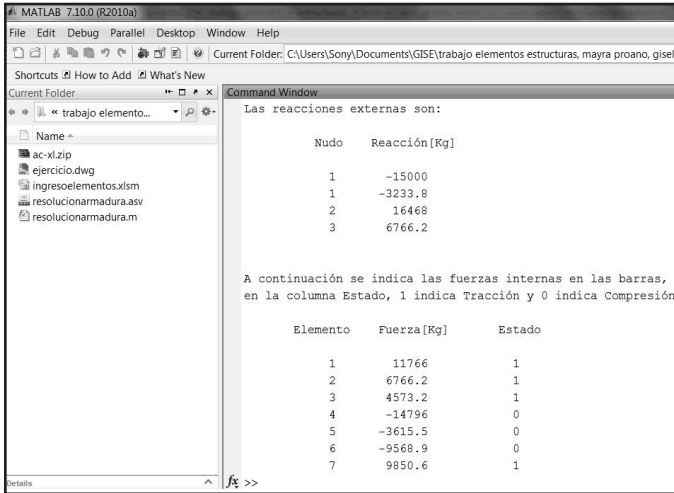 MATLAB 7.10.0 (R2010a)
File Edit Debug Parallel Desktop Window Help
Current Folder: C:\Users\Sony\Documents\GISE\trabajo elementos estructuras, mayra proano, gisel
Shortcuts How to Add What's New
Current Folder
« trabajo elemento...
Name
ac-xl.zip
ejercicio.dwg
ingresoelementos.xlsm
resolucionarmadura.asv
resolucionarmadura.m
Details
Command Window
Las reacciones externas son:
Nudo Reacción[Kg]
1 -15000
1 -3233.8
2 16468
3 6766.2
A continuación se indica las fuerzas internas en las barras,
en la columna Estado, 1 indica Tracción y 0 indica Compresión
Elemento Fuerza[Kg] Estado
1 11766 1
2 6766.2 1
3 4573.2 1
4 -14796 0
5 -3615.5 0
6 -9568.9 0
7 9850.6 1
fx >>